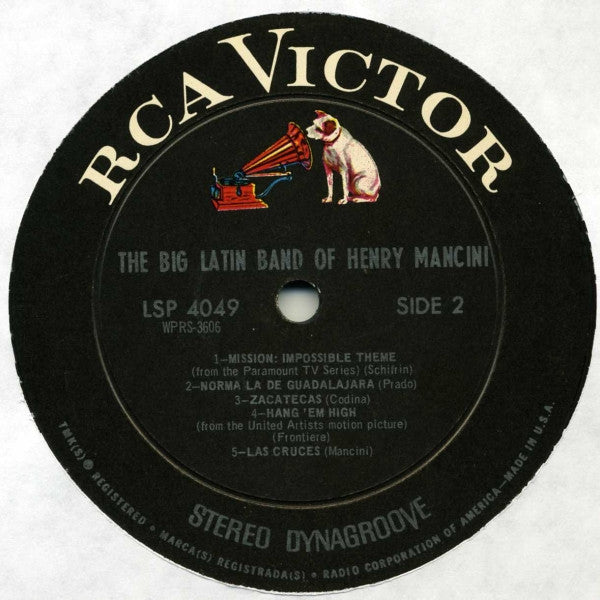 RCA VICTOR
THE BIG LATIN BAND OF HENRY MANCINI
LSP 4049 SIDE 2
WPRS-3606
1–MISSION: IMPOSSIBLE THEME
(from the Paramount TV Series) (Schifrin)
2–NORMA LA DE GUADALAJARA (Prado)
3–ZACATECAS (Codina)
4–HANG 'EM HIGH
(from the United Artists motion picture)
(Frontiere)
5–LAS CRUCES (Mancini)
STEREO DYNAGROOVE
TMK(S) ® REGISTERED • MARCA(S) REGISTRADA(S) • RADIO CORPORATION OF AMERICA—MADE IN U.S.A.